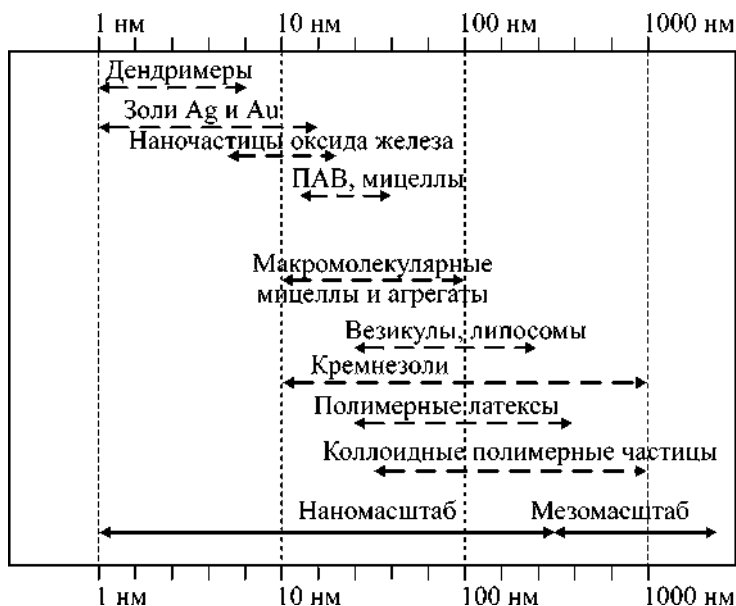 1 нм 10 нм 100 нм 1000 нм
Дендримеры
Золи Ag и Au
Наночастицы оксида железа
ПАВ, мицеллы
Макромолекулярные
мицеллы и агрегаты
Везикулы, липосомы
Кремнезоли
Полимерные латексы
Коллоидные полимерные частицы
Наномасштаб Мезомасштаб
1 нм 10 нм 100 нм 1000 нм